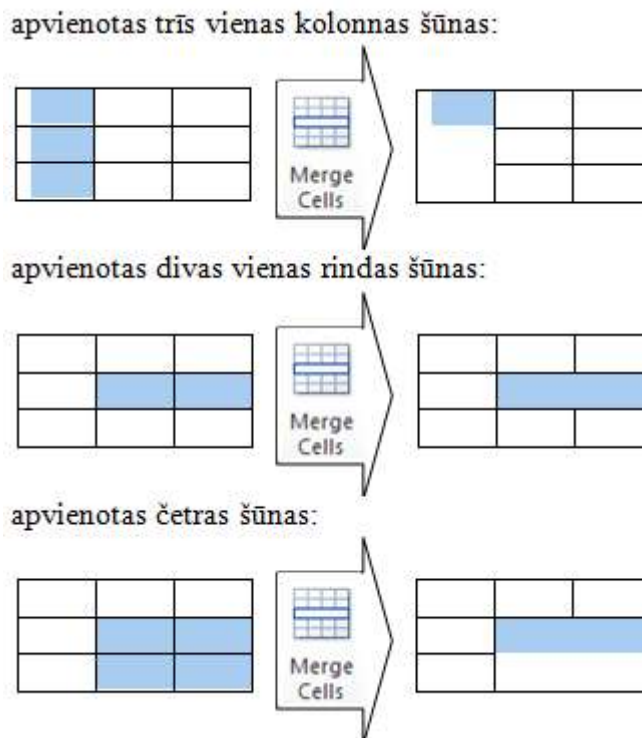 apvienotas trīs vienas kolonnas šūnas:
Merge
Cells
apvienotas divas vienas rindas šūnas:
Merge
Cells
apvienotas četras šūnas:
Merge
Cells